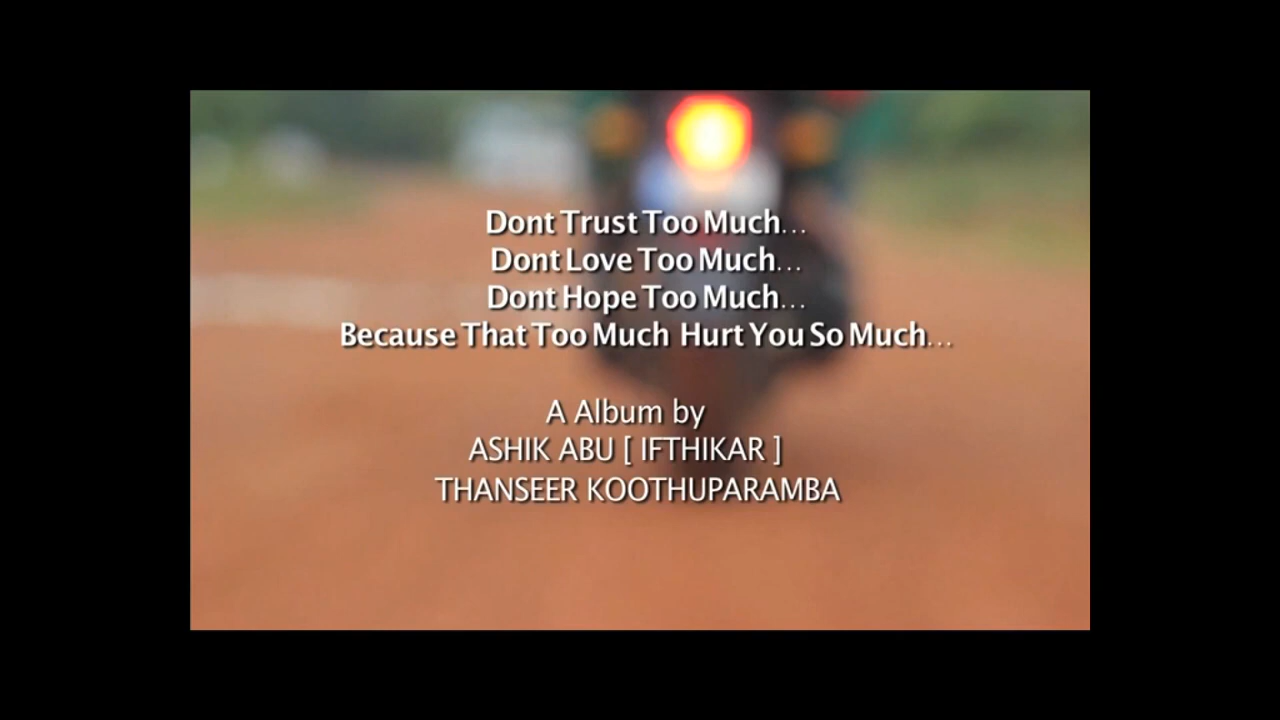 Dont Trust Too Much...
Dont Love Too Much...
Dont Hope Too Much...
Because That Too Much Hurt You So Much...
A Album by
ASHIK ABU [ IFTHIKAR ]
THANSEER KOOTHUPARAMBA